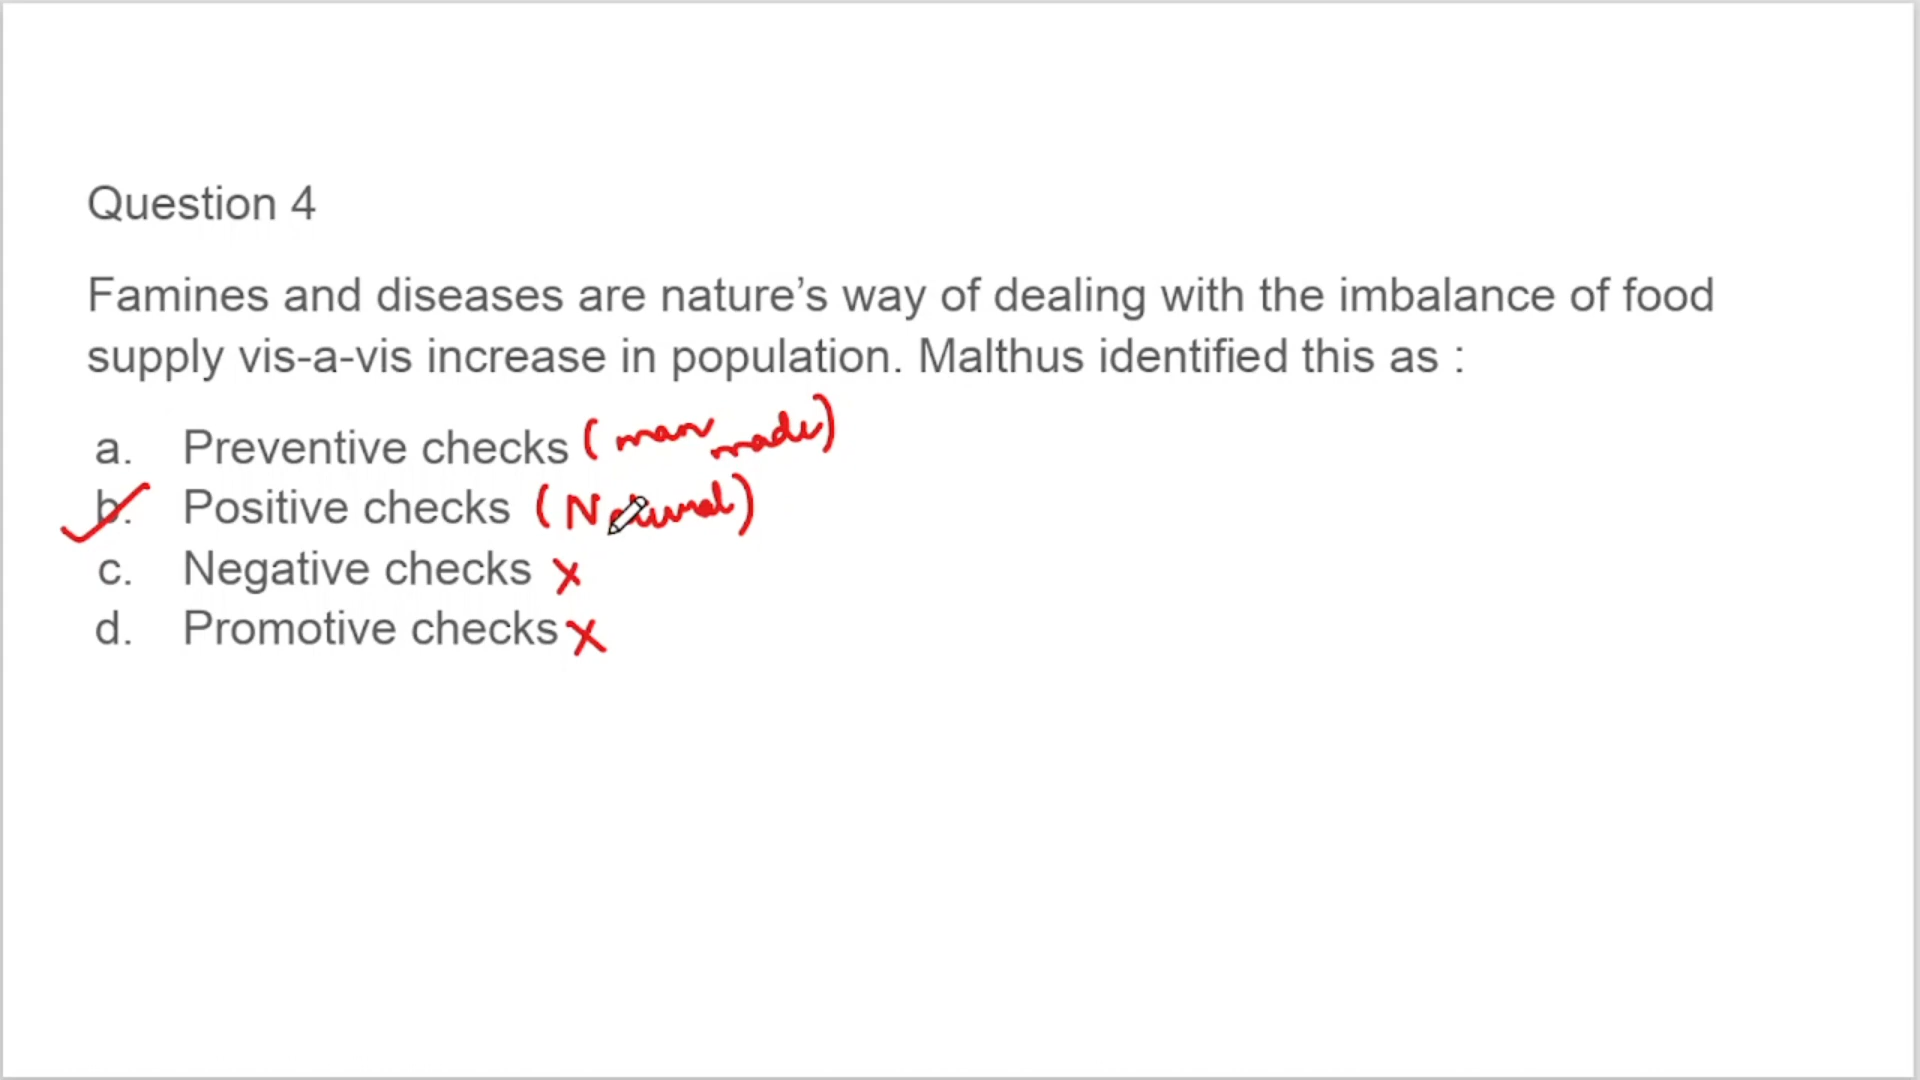 Question 4
Famines and diseases are nature’s way of dealing with the imbalance of food
supply vis-a-vis increase in population. Malthus identified this as :
a. Preventive checks (man made)
b. Positive checks (Natural)
c. Negative checks x
d. Promotive checks x